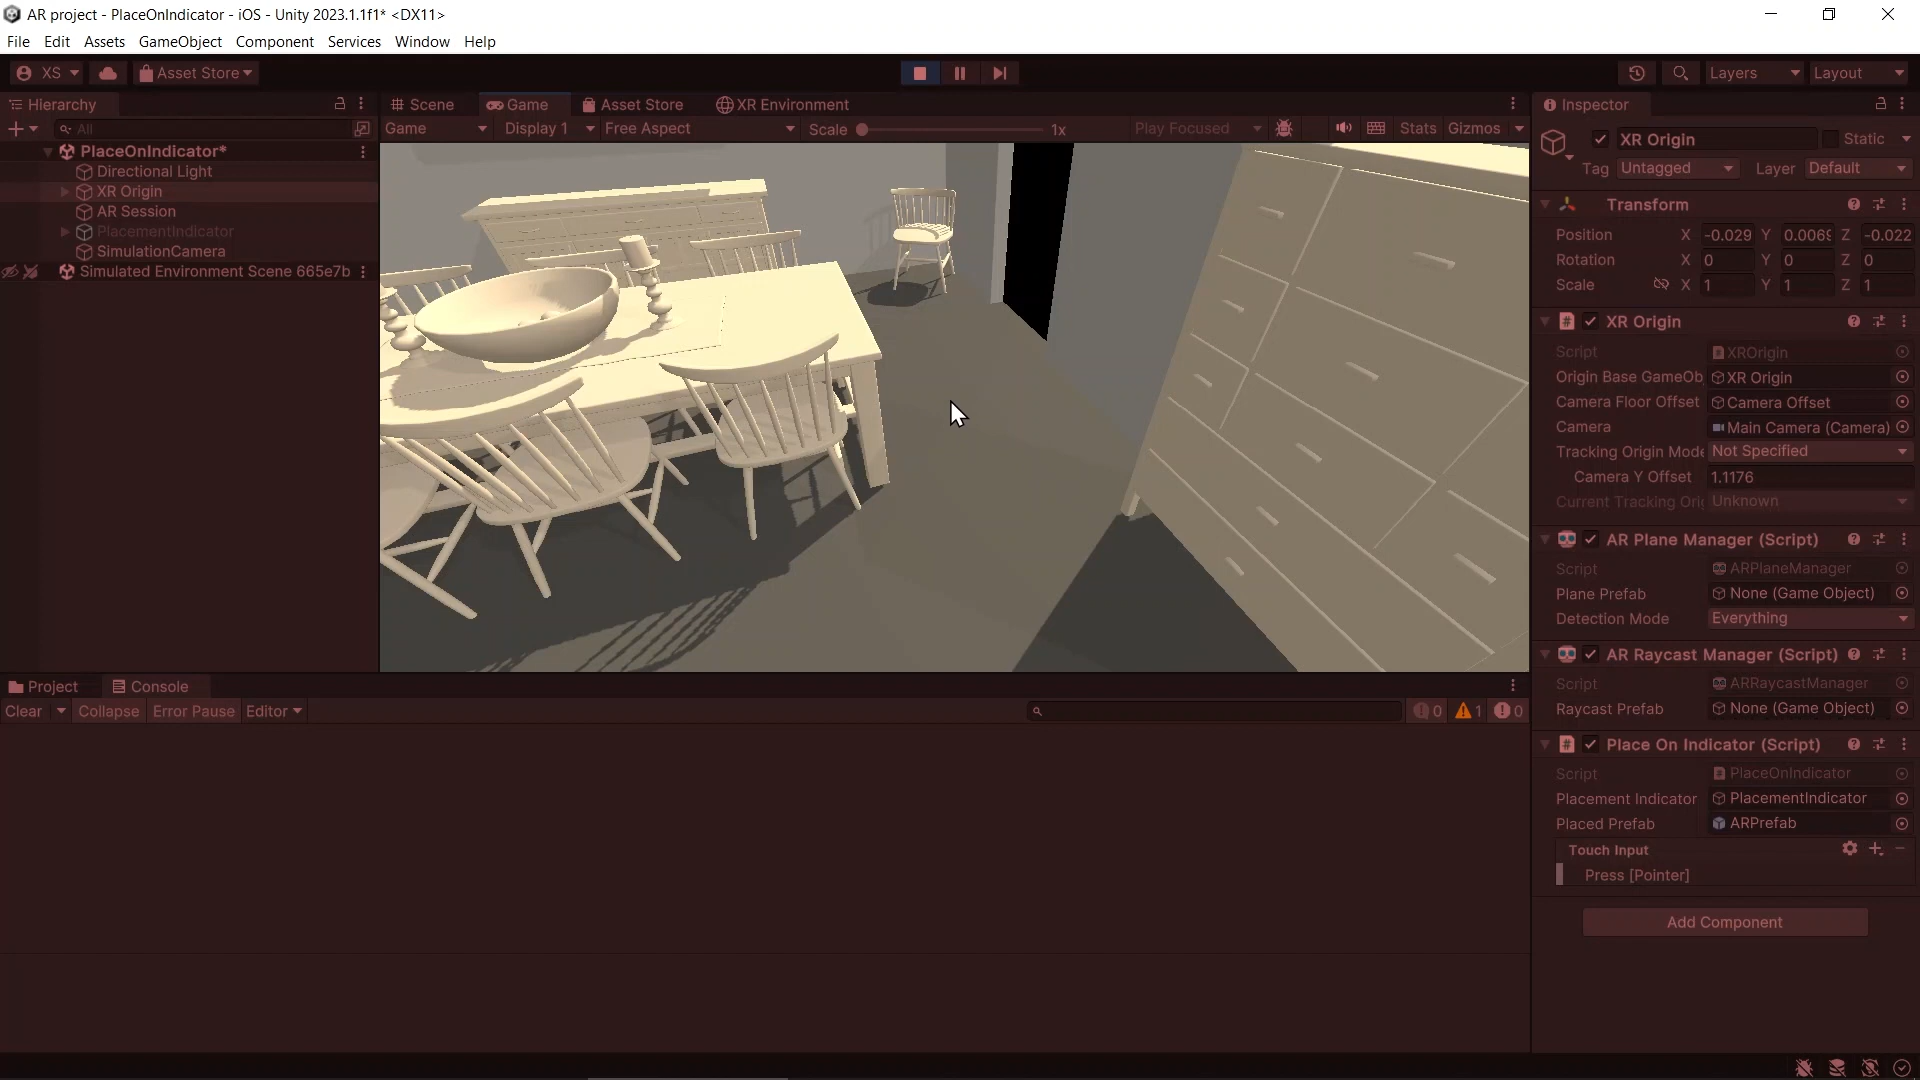 AR project - PlaceOnIndicator - iOS - Unity 2023.1.1f1* <DX11>
File Edit Assets GameObject Component Services Window Help
XS Asset Store Layers Layout
Hierarchy
All
PlaceOnIndicator*
Directional Light
XR Origin
AR Session
PlacementIndicator
SimulationCamera
Simulated Environment Scene 665e7b
Scene Game Asset Store XR Environment
Game Display 1 Free Aspect Scale 1x Play Focused Stats Gizmos
Project Console
Clear Collapse Error Pause Editor 0 1 0
Inspector
XR Origin Static
Tag Untagged Layer Default
Transform
Position X -0.029 Y 0.0069 Z -0.022
Rotation X 0 Y 0 Z 0
Scale X 1 Y 1 Z 1
XR Origin
Script XROrigin
Origin Base GameOb XR Origin
Camera Floor Offset Camera Offset
Camera Main Camera (Camera)
Tracking Origin Mode Not Specified
Camera Y Offset 1.1176
Current Tracking Ori Unknown
AR Plane Manager (Script)
Script ARPlaneManager
Plane Prefab None (Game Object)
Detection Mode Everything
AR Raycast Manager (Script)
Script ARRaycastManager
Raycast Prefab None (Game Object)
Place On Indicator (Script)
Script PlaceOnIndicator
Placement Indicator PlacementIndicator
Placed Prefab ARPrefab
Touch Input
Press [Pointer]
Add Component